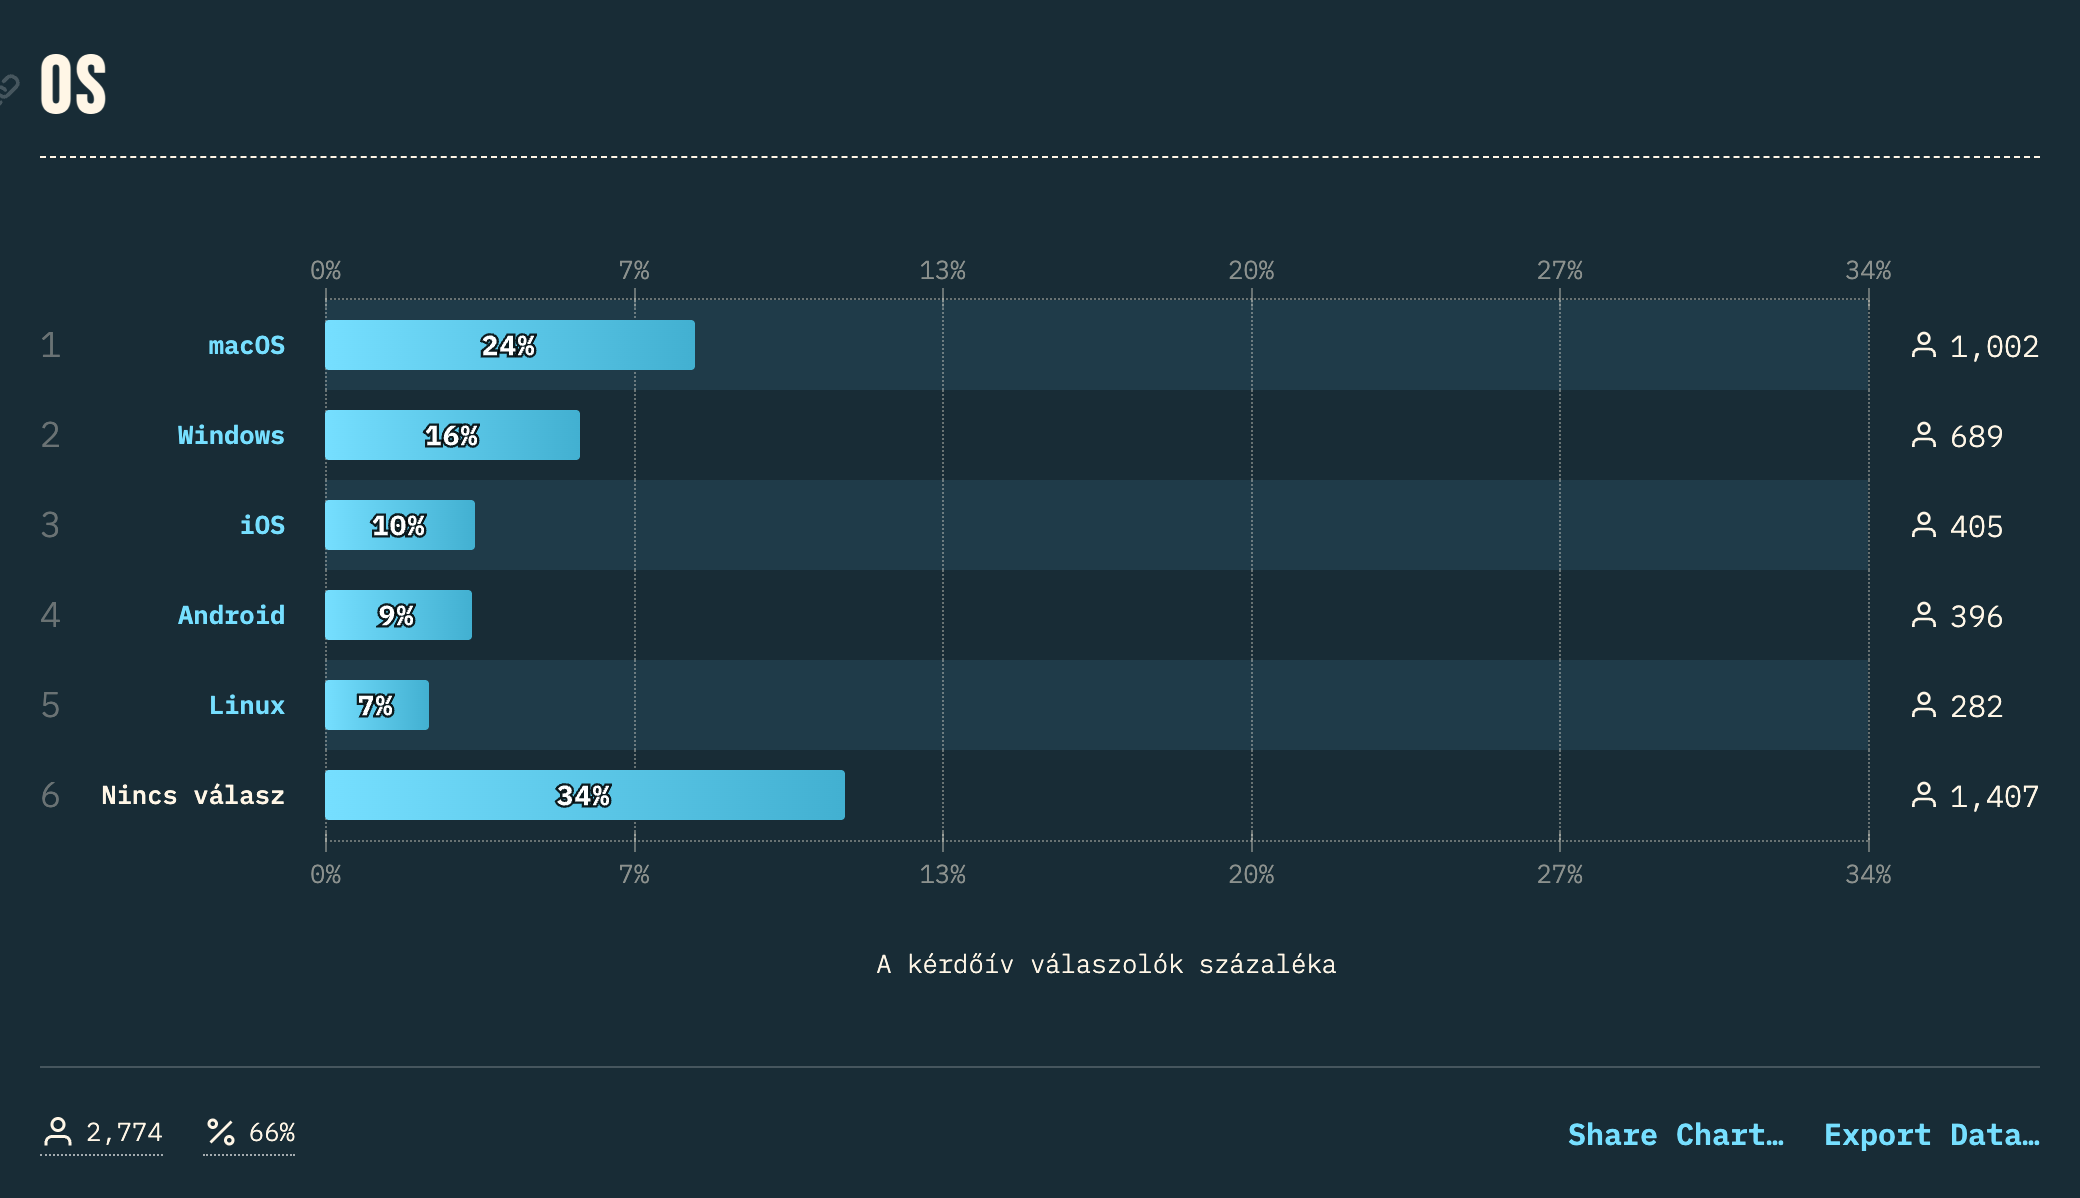 OS
0% 7% 13% 20% 27% 34%
1 macOS 24% 1,002
2 Windows 16% 689
3 iOS 10% 405
4 Android 9% 396
5 Linux 7% 282
6 Nincs válasz 34% 1,407
0% 7% 13% 20% 27% 34%
A kérdőív válaszolók százaléka
2,774 % 66% Share Chart… Export Data…